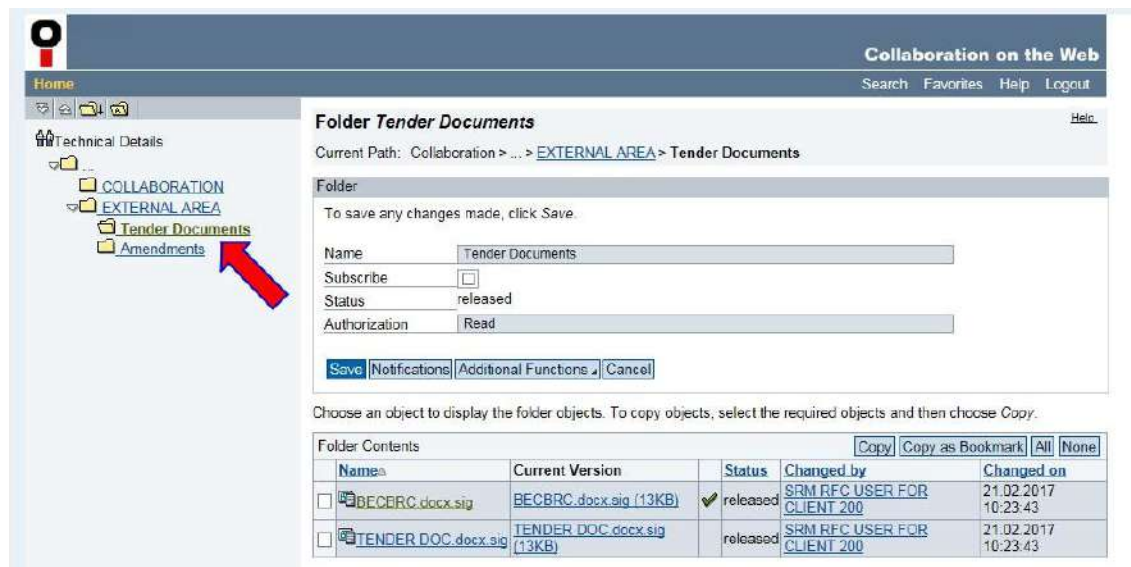 Collaboration on the Web
Home
Search Favorites Help Logout
Technical Details
...
COLLABORATION
EXTERNAL AREA
Tender Documents
Amendments
Folder Tender Documents
Help
Current Path: Collaboration > ... > EXTERNAL AREA > Tender Documents
Folder
To save any changes made, click Save.
Name Tender Documents
Subscribe
Status released
Authorization Read
Save Notifications Additional Functions Cancel
Choose an object to display the folder objects. To copy objects, select the required objects and then choose Copy.
Folder Contents Copy Copy as Bookmark All None
Name Current Version Status Changed by Changed on
BECBRC.docx.sig BECBRC.docx.sig (13KB) released SRM RFC USER FOR 21.02.2017
CLIENT 200 10:23:43
TENDER DOC.docx.sig TENDER DOC.docx.sig released SRM RFC USER FOR 21.02.2017
(13KB) CLIENT 200 10:23:43